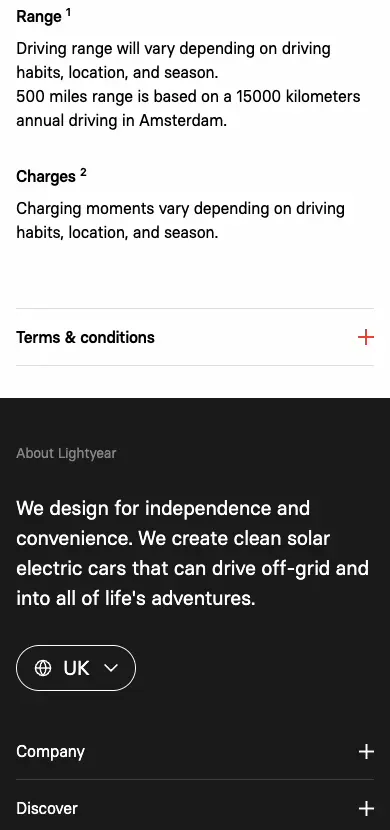 Range 1
Driving range will vary depending on driving
habits, location, and season.
500 miles range is based on a 15000 kilometers
annual driving in Amsterdam.
Charges 2
Charging moments vary depending on driving
habits, location, and season.
Terms & conditions
About Lightyear
We design for independence and
convenience. We create clean solar
electric cars that can drive off-grid and
into all of life's adventures.
UK
Company
Discover